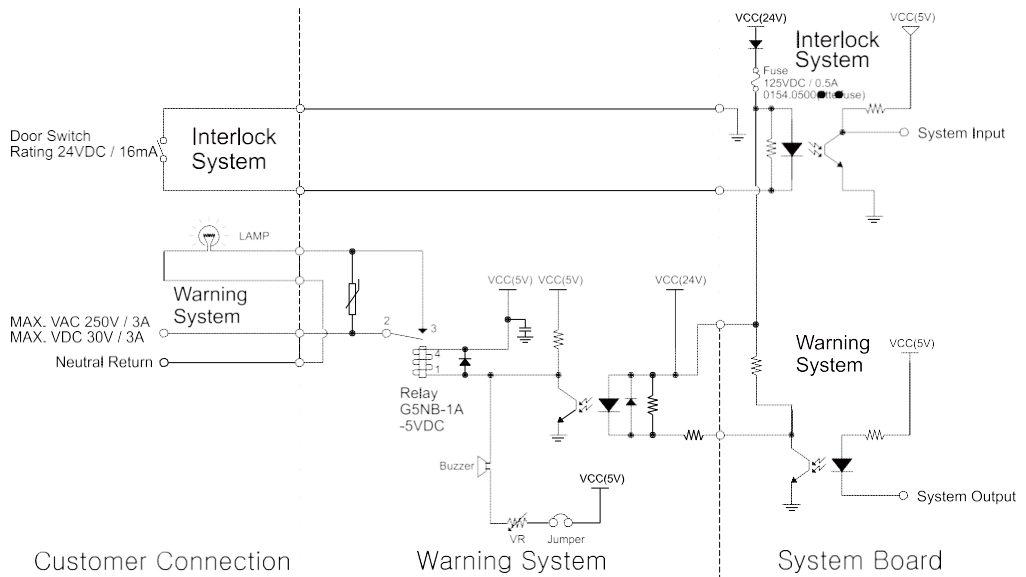 VCC(24V)
VCC(5V)
Interlock
System
Fuse
125VDC / 0.5A
0154.0500
Door Switch
Rating 24VDC / 16mA
Interlock
System
System Input
LAMP
Warning
System
MAX. VAC 250V / 3A
MAX. VDC 30V / 3A
Neutral Return
2
3
4
1
VCC(5V)
VCC(5V)
VCC(24V)
Relay
G5NB-1A
-5VDC
Warning
System
VCC(5V)
Buzzer
VCC(5V)
VR
Jumper
System Output
Customer Connection
Warning System
System Board